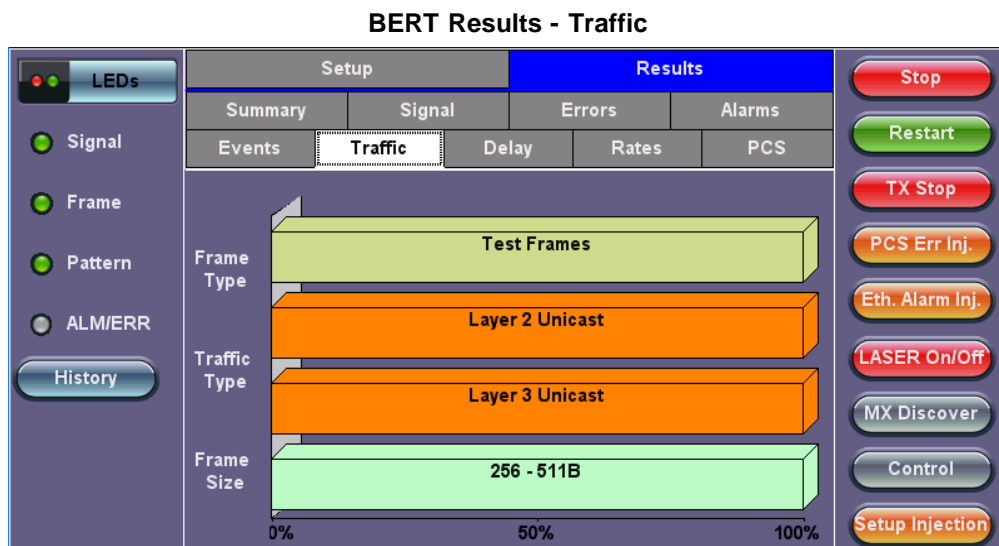 BERT Results - Traffic
LEDs
Signal
Frame
Pattern
ALM/ERR
History
Setup
Results
Summary
Signal
Errors
Alarms
Events
Traffic
Delay
Rates
PCS
Frame
Type
Test Frames
Traffic
Type
Layer 2 Unicast
Layer 3 Unicast
Frame
Size
256 - 511B
0%
50%
100%
Stop
Restart
TX Stop
PCS Err Inj.
Eth. Alarm Inj.
LASER On/Off
MX Discover
Control
Setup Injection